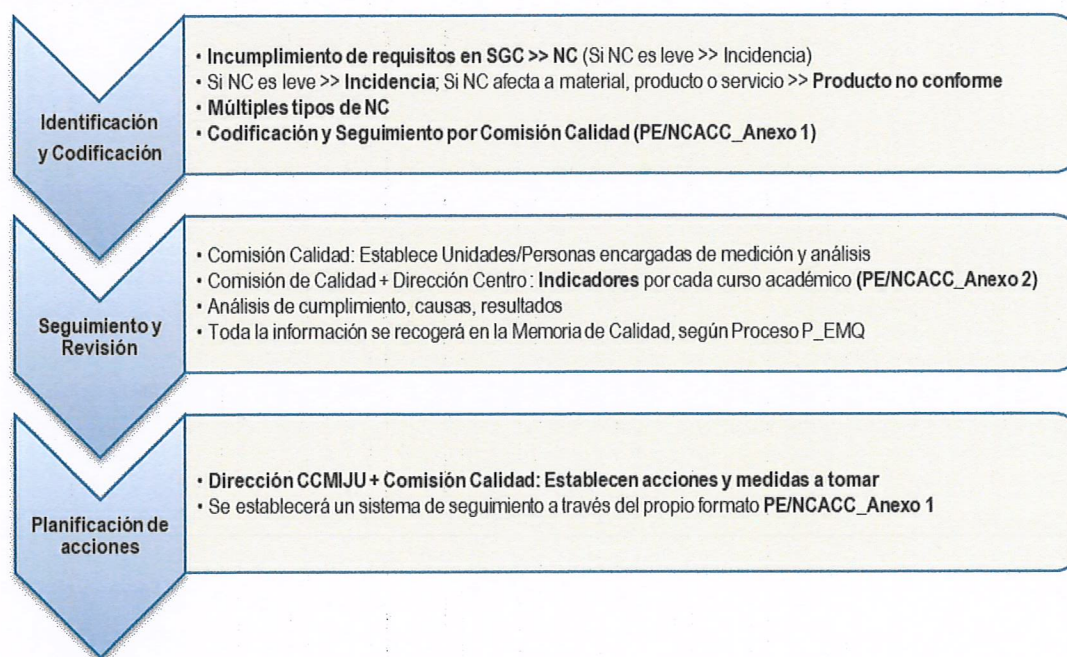 Identificación
y Codificación
• Incumplimiento de requisitos en SGC >> NC (Si NC es leve >> Incidencia)
• Si NC es leve >> Incidencia; Si NC afecta a material, producto o servicio >> Producto no conforme
• Múltiples tipos de NC
• Codificación y Seguimiento por Comisión Calidad (PE/NCACC_Anexo 1)
Seguimiento y
Revisión
• Comisión Calidad: Establece Unidades/Personas encargadas de medición y análisis
• Comisión de Calidad + Dirección Centro : Indicadores por cada curso académico (PE/NCACC_Anexo 2)
• Análisis de cumplimiento, causas, resultados
• Toda la información se recogerá en la Memoria de Calidad, según Proceso P_EMQ
Planificación de
acciones
• Dirección CCMIJU + Comisión Calidad: Establecen acciones y medidas a tomar
• Se establecerá un sistema de seguimiento a través del propio formato PE/NCACC_Anexo 1